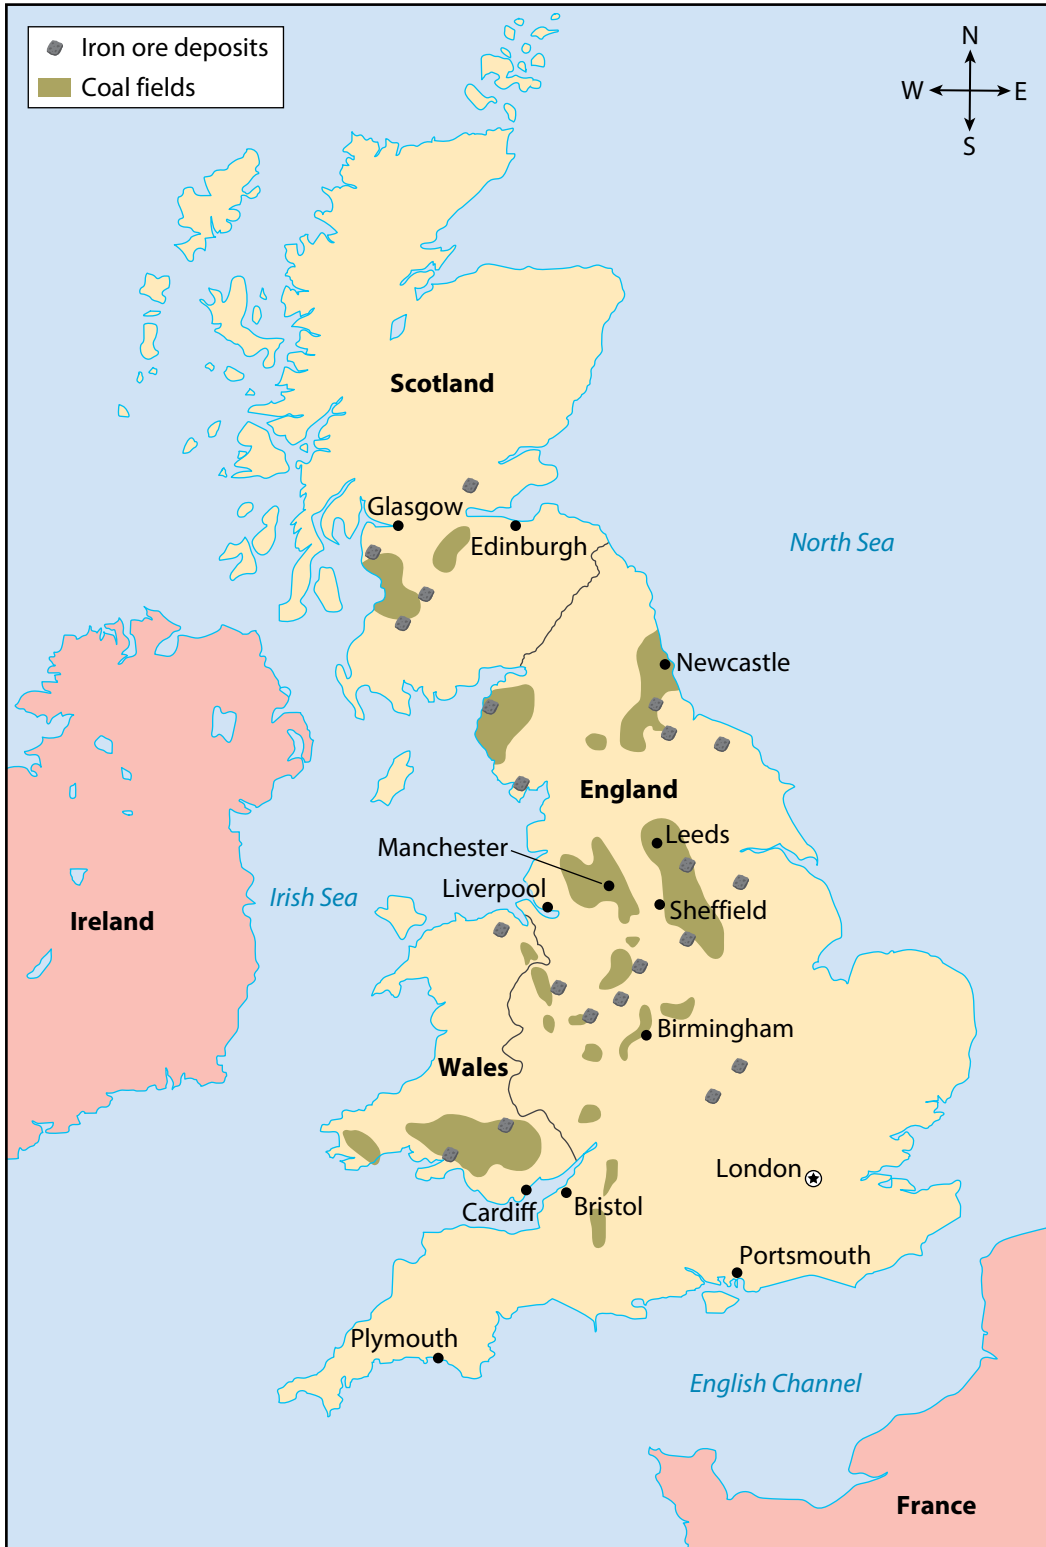 Iron ore deposits
Coal fields
N
W
E
S
Scotland
Glasgow
Edinburgh
North Sea
Newcastle
England
Leeds
Manchester
Liverpool
Sheffield
Irish Sea
Ireland
Birmingham
Wales
London
Cardiff
Bristol
Portsmouth
Plymouth
English Channel
France